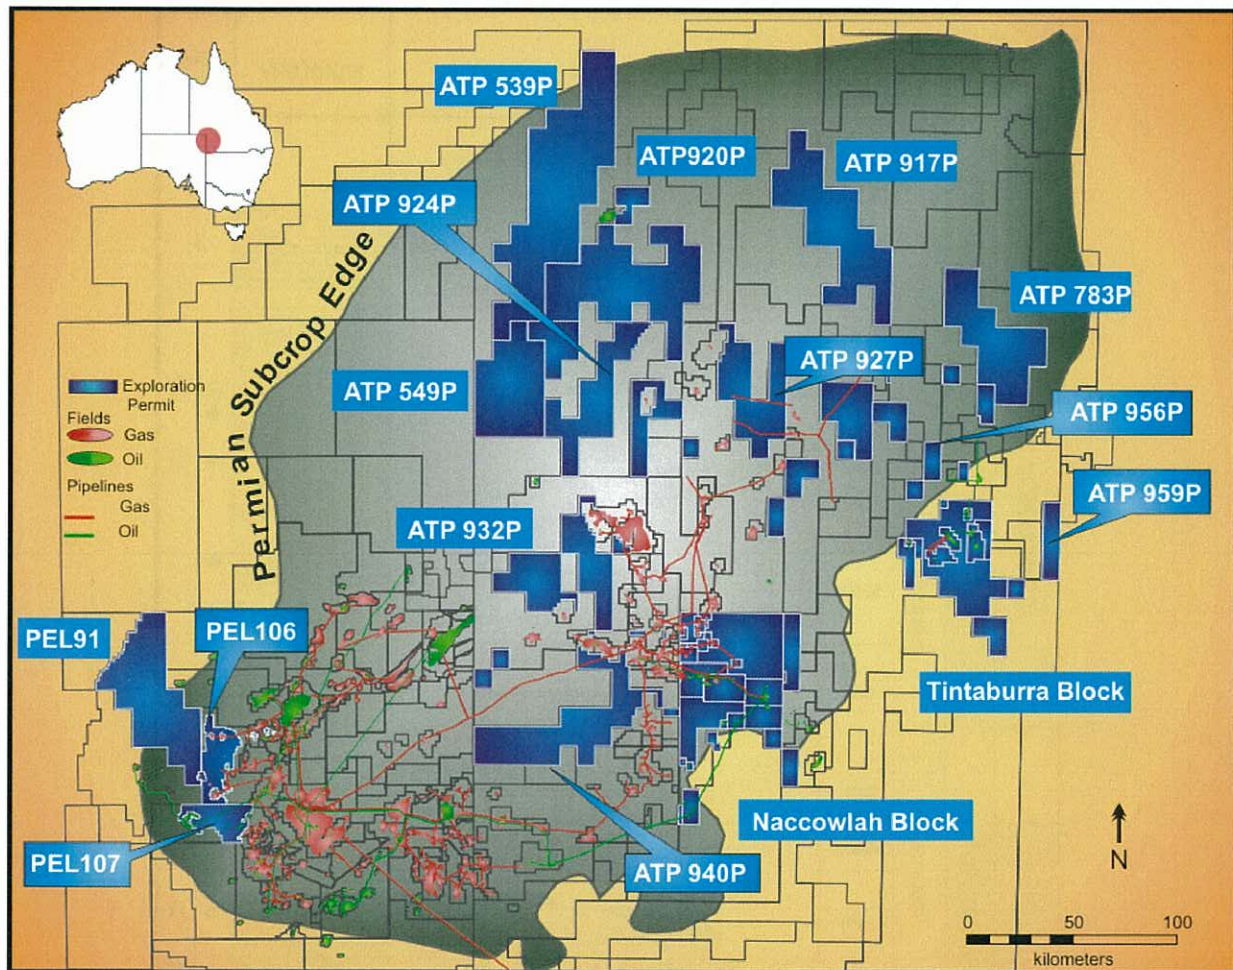 ATP 539P
ATP920P
ATP 917P
ATP 924P
ATP 783P
Permian Subcrop Edge
ATP 549P
ATP 927P
ATP 956P
ATP 959P
Exploration
Permit
Fields
Gas
Oil
Pipelines
Gas
Oil
ATP 932P
PEL91
PEL106
Tintaburra Block
Naccowlah Block
PEL107
ATP 940P
N
0 50 100
kilometers